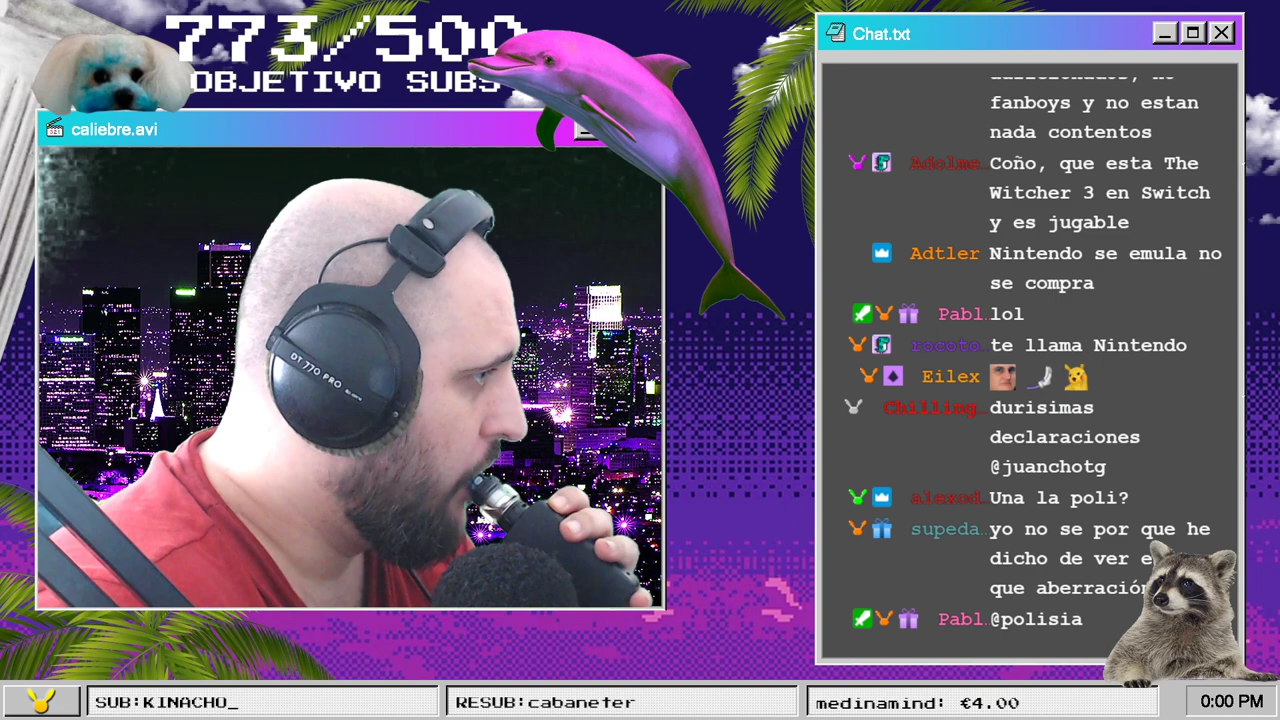 773/500
OBJETIVO SUBS
caliebre.avi
DT 770 PRO
Chat.txt
fanboys y no estan
nada contentos
Adolme.. Coño, que esta The
Witcher 3 en Switch
y es jugable
Adtler Nintendo se emula no
se compra
Pabl.. lol
rocoto.. te llama Nintendo
Eilex
Chilling.. durisimas
declaraciones
@juanchotg
alexod.. Una la poli?
supeda.. yo no se por que he
dicho de ver
que aberración
Pabl.. @polisia
SUB:KINACHO_
RESUB:cabaneter
medinamind: €4.00
0:00 PM